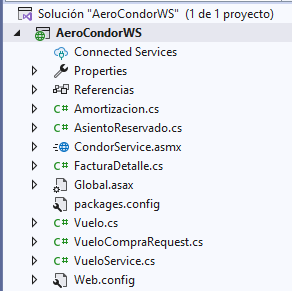 Solución "AeroCondorWS" (1 de 1 proyecto)
AeroCondorWS
Connected Services
Properties
Referencias
C# Amortizacion.cs
C# AsientoReservado.cs
CondorService.asmx
C# FacturaDetalle.cs
Global.asax
packages.config
C# Vuelo.cs
C# VueloCompraRequest.cs
C# VueloService.cs
Web.config